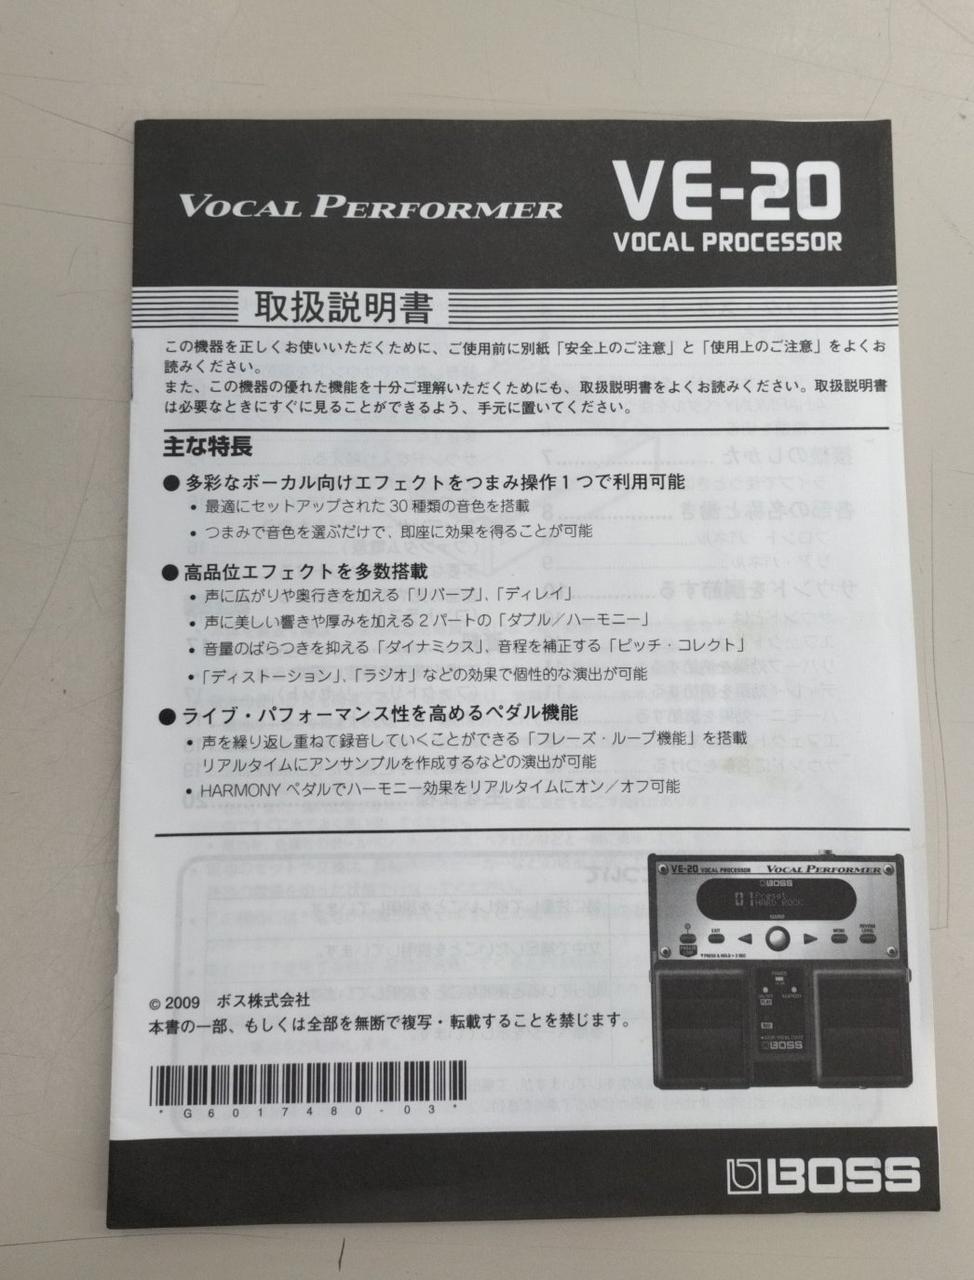 VOCAL PERFORMER
VE-20
VOCAL PROCESSOR
取扱説明書
この機器を正しくお使いいただくために、ご使用前に別紙「安全上のご注意」と「使用上のご注意」をよくお
読みください。
また、この機器の優れた機能を十分ご理解いただくためにも、取扱説明書をよくお読みください。取扱説明書
は必要なときにすぐに見ることができるよう、手元に置いてください。
主な特長
● 多彩なボーカル向けエフェクトをつまみ操作1つで利用可能
• 最適にセットアップされた30種類の音色を搭載
• つまみで音色を選ぶだけで、即座に効果を得ることが可能
● 高品位エフェクトを多数搭載
• 声に広がりや奥行きを加える「リバーブ」、「ディレイ」
• 声に美しい響きや厚みを加える2パートの「ダブル／ハーモニー」
• 音量のばらつきを抑える「ダイナミクス」、音程を補正する「ピッチ・コレクト」
•「ディストーション」、「ラジオ」などの効果で個性的な演出が可能
● ライブ・パフォーマンス性を高めるペダル機能
• 声を繰り返し重ねて録音していくことができる「フレーズ・ループ機能」を搭載
リアルタイムにアンサンブルを作成するなどの演出が可能
• HARMONY ペダルでハーモニー効果をリアルタイムにオン／オフ可能
VE-20 VOCAL PROCESSOR VOCAL PERFORMER
BOSS
01 Preset
HARD ROCK
EXIT
MENU
BOSS
© 2009 ボス株式会社
本書の一部、もしくは全部を無断で複写・転載することを禁じます。
* G 6 0 1 7 4 8 0 - 0 3 *
BOSS